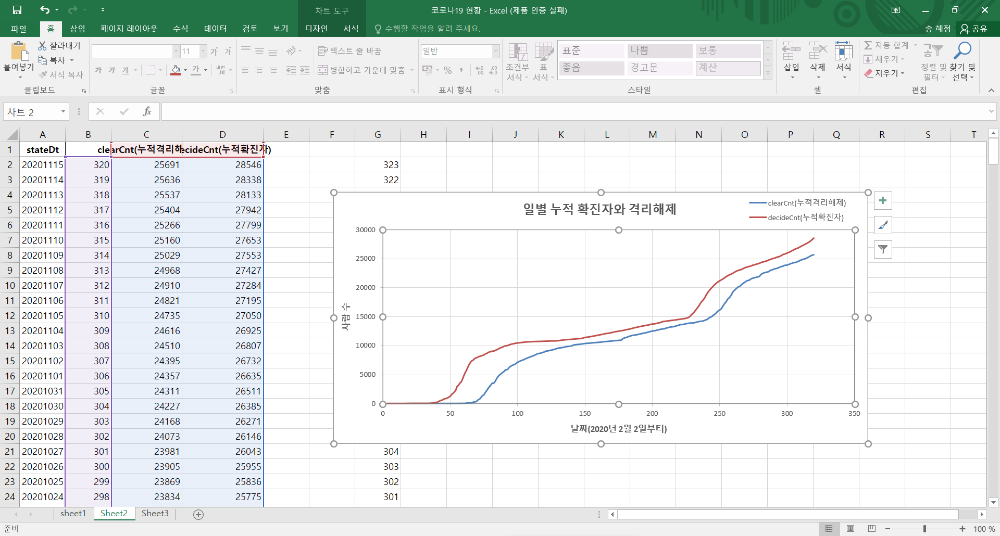 차트 도구
코로나19 현황 - Excel (제품 인증 실패)
파일 홈 삽입 페이지 레이아웃 수식 데이터 검토 보기 디자인 서식 수행할 작업을 알려 주세요. 송 혜정 공유
붙여넣기
잘라내기
복사
서식 복사
클립보드
11
가 가
가 가 가 가 내천
글꼴
텍스트 줄 바꿈
병합하고 가운데 맞춤
맞춤
일반
%
표시 형식
조건부 서식
표 서식
표준 나쁨 보통
좋음 경고문 계산
스타일
삽입 삭제 서식
셀
자동 합계
채우기
지우기
정렬 및 필터
찾기 및 선택
편집
차트 2
fx
A B C D E F G H I J K L M N O P Q R S T
1 stateDt clearCnt(누적격리해 ecideCnt(누적확진자)
2 20201115 320 25691 28546 323
3 20201114 319 25636 28338 322
4 20201113 318 25537 28133
5 20201112 317 25404 27942
6 20201111 316 25266 27799
7 20201110 315 25160 27653
8 20201109 314 25029 27553
9 20201108 313 24968 27427
10 20201107 312 24910 27284
11 20201106 311 24821 27195
12 20201105 310 24735 27050
13 20201104 309 24616 26925
14 20201103 308 24510 26807
15 20201102 307 24395 26732
16 20201101 306 24357 26635
17 20201031 305 24311 26511
18 20201030 304 24227 26385
19 20201029 303 24168 26271
20 20201028 302 24073 26146
21 20201027 301 23981 26043 304
22 20201026 300 23905 25955 303
23 20201025 299 23869 25836 302
24 20201024 298 23834 25775 301
일별 누적 확진자와 격리해제
clearCnt(누적격리해제)
decideCnt(누적확진자)
30000
25000
20000
15000
10000
5000
0
사람 수
0 50 100 150 200 250 300 350
날짜(2020년 2월 2일부터)
sheet1 Sheet2 Sheet3
준비
100 %